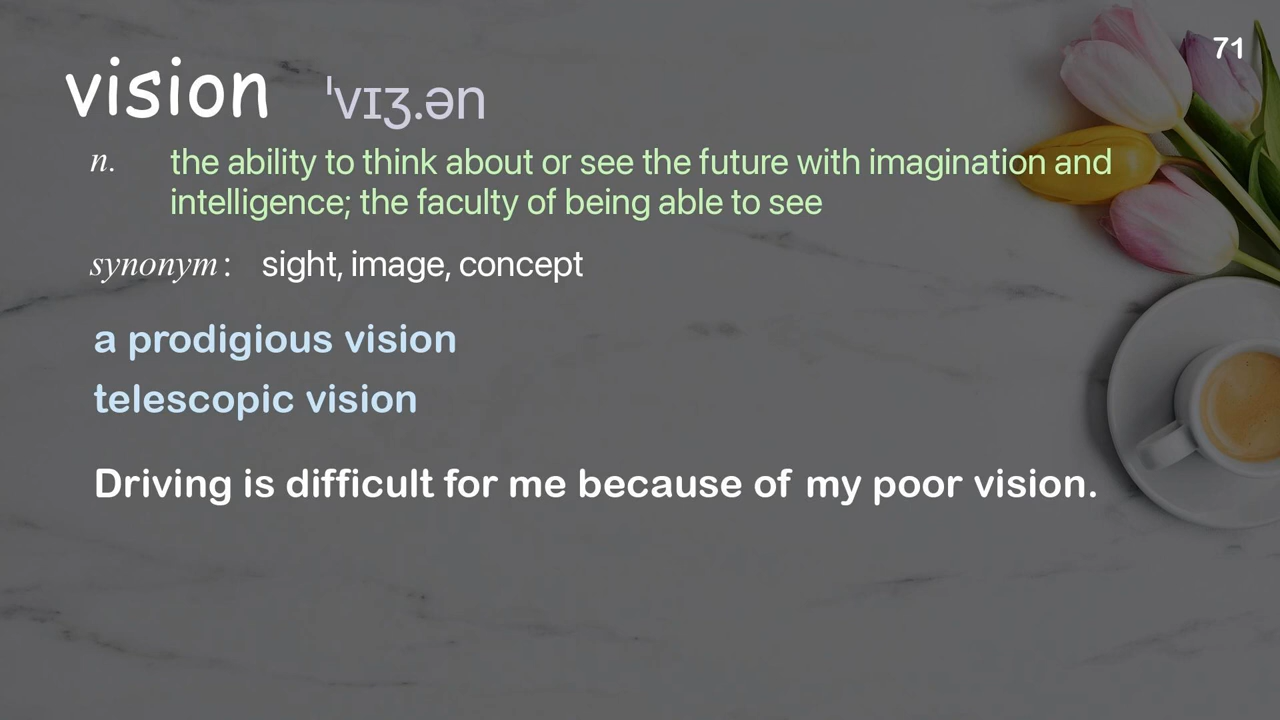 71
vision ˈvɪʒ.ən
n. the ability to think about or see the future with imagination and
intelligence; the faculty of being able to see
synonym : sight, image, concept
a prodigious vision
telescopic vision
Driving is difficult for me because of my poor vision.